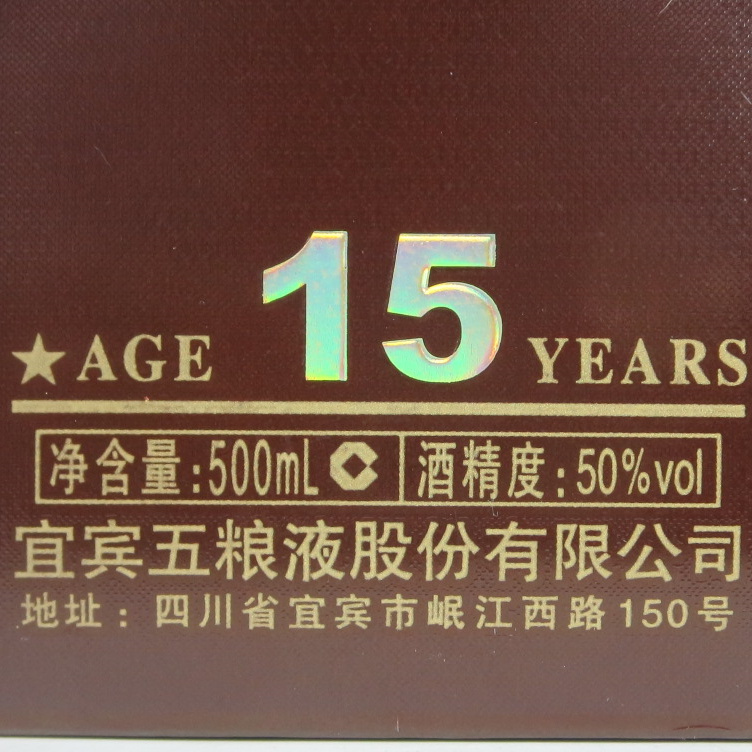 ★AGE 15 YEARS
净含量:500mL 酒精度:50%vol
宜宾五粮液股份有限公司
地址：四川省宜宾市岷江西路150号